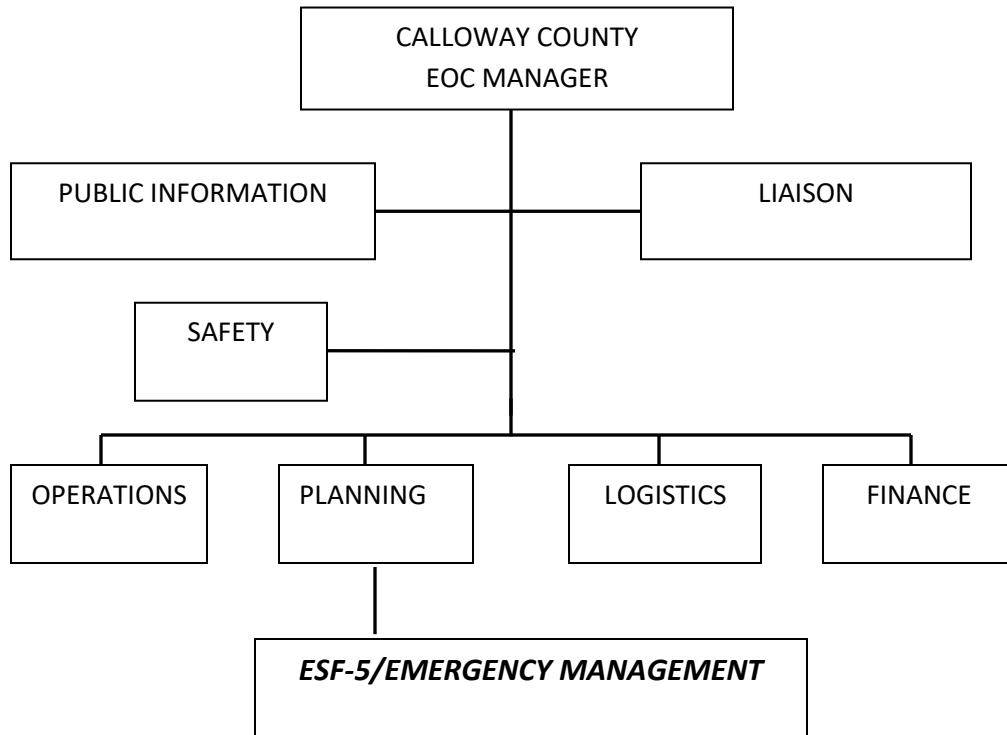 CALLOWAY COUNTY
EOC MANAGER
PUBLIC INFORMATION
LIAISON
SAFETY
OPERATIONS
PLANNING
LOGISTICS
FINANCE
ESF-5/EMERGENCY MANAGEMENT